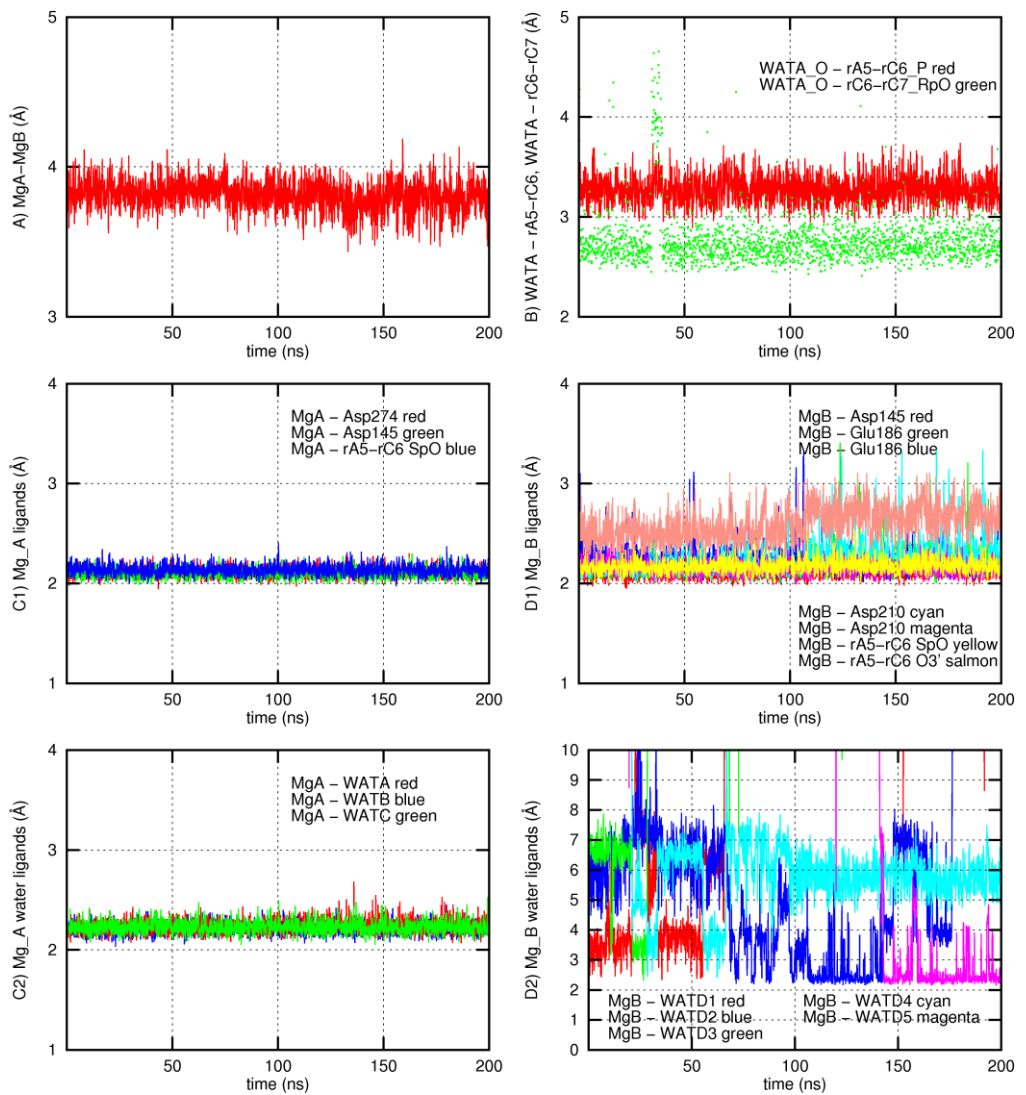 A) MgA−MgB (Å)
5
4
3
50
100
150
200
time (ns)
B) WATA − rA5−rC6, WATA − rC6−rC7 (Å)
5
4
3
2
WATA_O − rA5−rC6_P red
WATA_O − rC6−rC7_RpO green
50
100
150
200
time (ns)
C1) Mg_A ligands (Å)
4
3
2
1
MgA − Asp274 red
MgA − Asp145 green
MgA − rA5−rC6 SpO blue
50
100
150
200
time (ns)
D1) Mg_B ligands (Å)
4
3
2
1
MgB − Asp145 red
MgB − Glu186 green
MgB − Glu186 blue
MgB − Asp210 cyan
MgB − Asp210 magenta
MgB − rA5−rC6 SpO yellow
MgB − rA5−rC6 O3' salmon
50
100
150
200
time (ns)
C2) Mg_A water ligands (Å)
4
3
2
1
MgA − WATA red
MgA − WATB blue
MgA − WATC green
50
100
150
200
time (ns)
D2) Mg_B water ligands (Å)
10
9
8
7
6
5
4
3
2
1
0
MgB − WATD1 red
MgB − WATD2 blue
MgB − WATD3 green
MgB − WATD4 cyan
MgB − WATD5 magenta
50
100
150
200
time (ns)